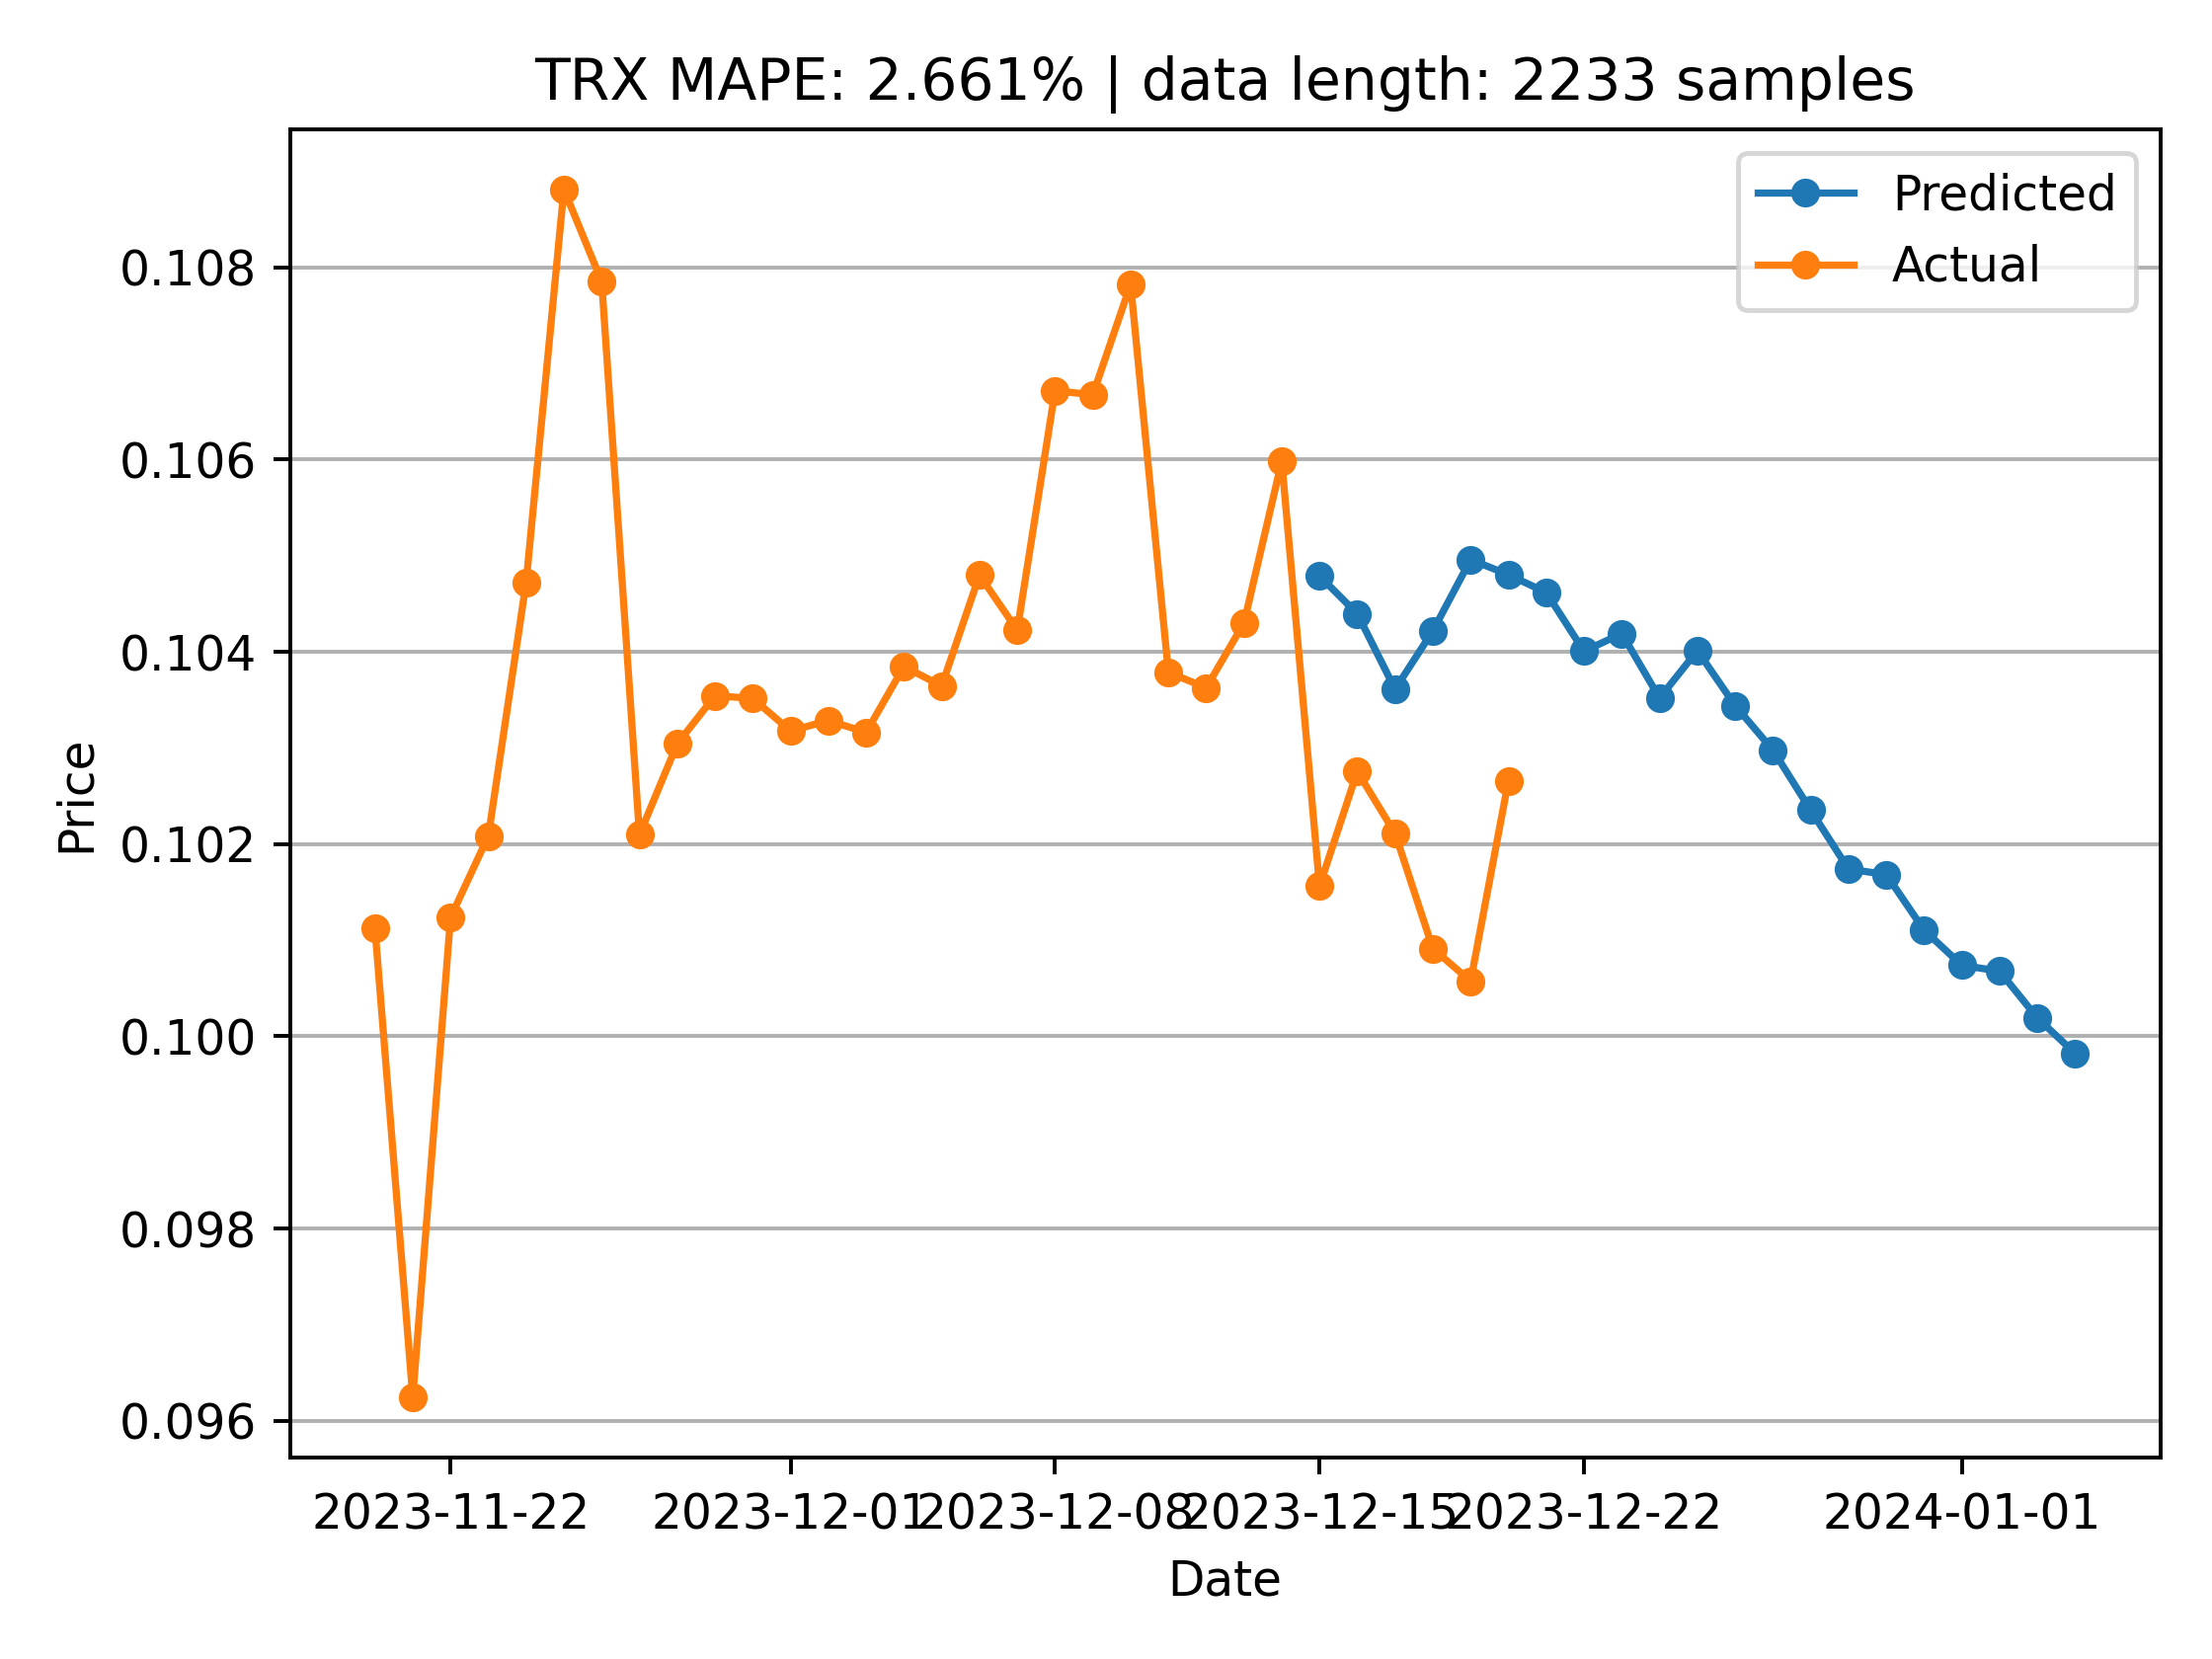 TRX MAPE: 2.661% | data length: 2233 samples
Predicted
Actual
0.108
0.106
0.104
0.102
0.100
0.098
0.096
Price
2023-11-22
2023-12-01
2023-12-08
2023-12-15
2023-12-22
2024-01-01
Date